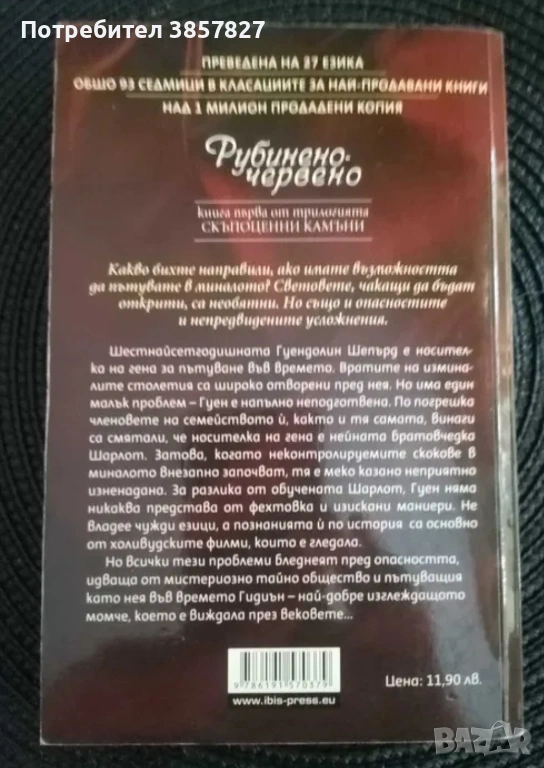 Потребител 3857827
ПРЕВЕДЕНА НА 27 ЕЗИКА
ОБЩО 93 СЕДМИЦИ В КЛАСАЦИИТЕ ЗА НАЙ-ПРОДАВАНИ КНИГИ
НАД 1 МИЛИОН ПРОДАДЕНИ КОПИЯ
Рубинено-
червено
книга първа от трилогията
СКЪПОЦЕННИ КАМЪНИ
Какво бихте направили, ако имате възможността
да пътувате в миналото? Световете, чакащи да бъдат
открити, са необятни. Но също и опасностите
и непредвидените усложнения.
Шестнайсетгодишната Гуендолин Шепърд е носител-
ка на гена за пътуване във времето. Вратите на измина-
лите столетия са широко отворени пред нея. Но има един
малък проблем – Гуен е напълно неподготвена. По погрешка
членовете на семейството ѝ, както и тя самата, винаги
са смятали, че носителка на гена е нейната братовчедка
Шарлот. Затова, когато неконтролируемите скокове в
миналото внезапно започват, тя е меко казано неприятно
изненадана. За разлика от обучената Шарлот, Гуен няма
никаква представа от фехтовка и изискани маниери. Не
владее чужди езици, а познанията ѝ по история са основно
от холивудските филми, които е гледала.
Но всички тези проблеми бледнеят пред опасността,
идваща от мистериозно тайно общество и пътуващия
като нея във времето Гидиън – най-добре изглеждащото
момче, което е виждала през вековете...
9 786191 570379
www.ibis-press.eu
Цена: 11,90 лв.
BAZAR